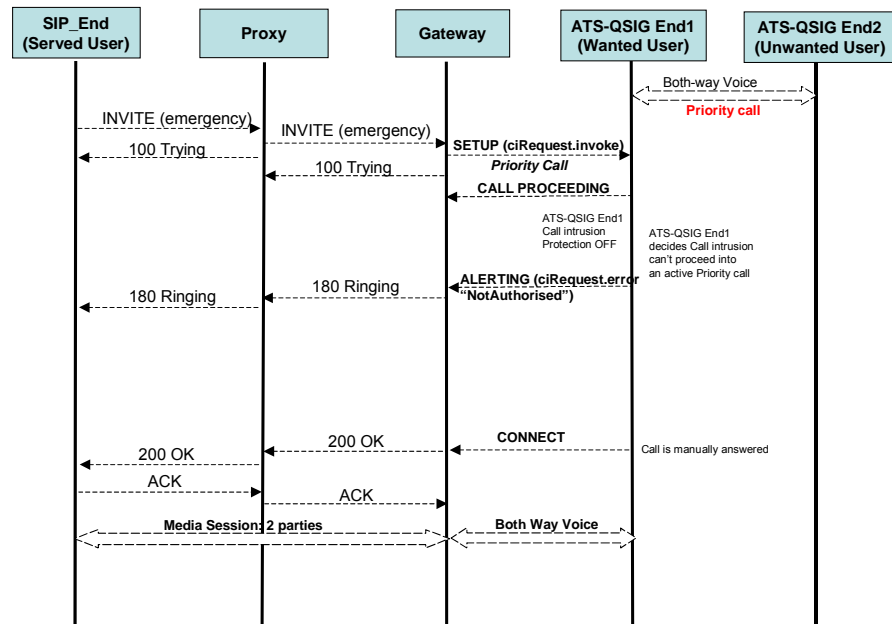 SIP_End
(Served User)
Proxy
Gateway
ATS-QSIG End1
(Wanted User)
ATS-QSIG End2
(Unwanted User)
Both-way Voice
Priority call
INVITE (emergency)
INVITE (emergency)
SETUP (ciRequest.invoke)
100 Trying
100 Trying
Priority Call
CALL PROCEEDING
ATS-QSIG End1
Call intrusion
Protection OFF
ATS-QSIG End1
decides Call intrusion
can't proceed into
an active Priority call
ALERTING (ciRequest.error
“NotAuthorised”)
180 Ringing
180 Ringing
CONNECT
Call is manually answered
200 OK
200 OK
ACK
ACK
Media Session: 2 parties
Both Way Voice